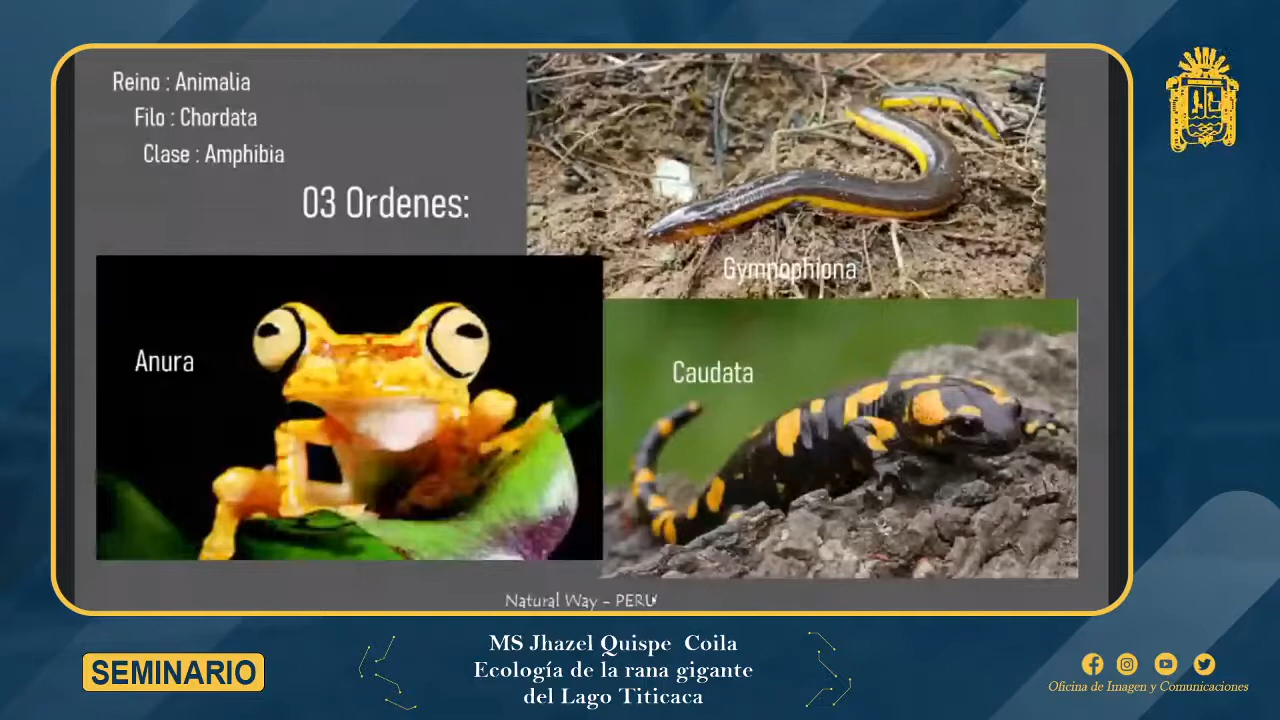 Reino : Animalia
Filo : Chordata
Clase : Amphibia
03 Ordenes:
Gymnophiona
Anura
Caudata
Natural Way - PERU
MS Jhazel Quispe Coila
Ecología de la rana gigante
del Lago Titicaca
SEMINARIO
Oficina de Imagen y Comunicaciones